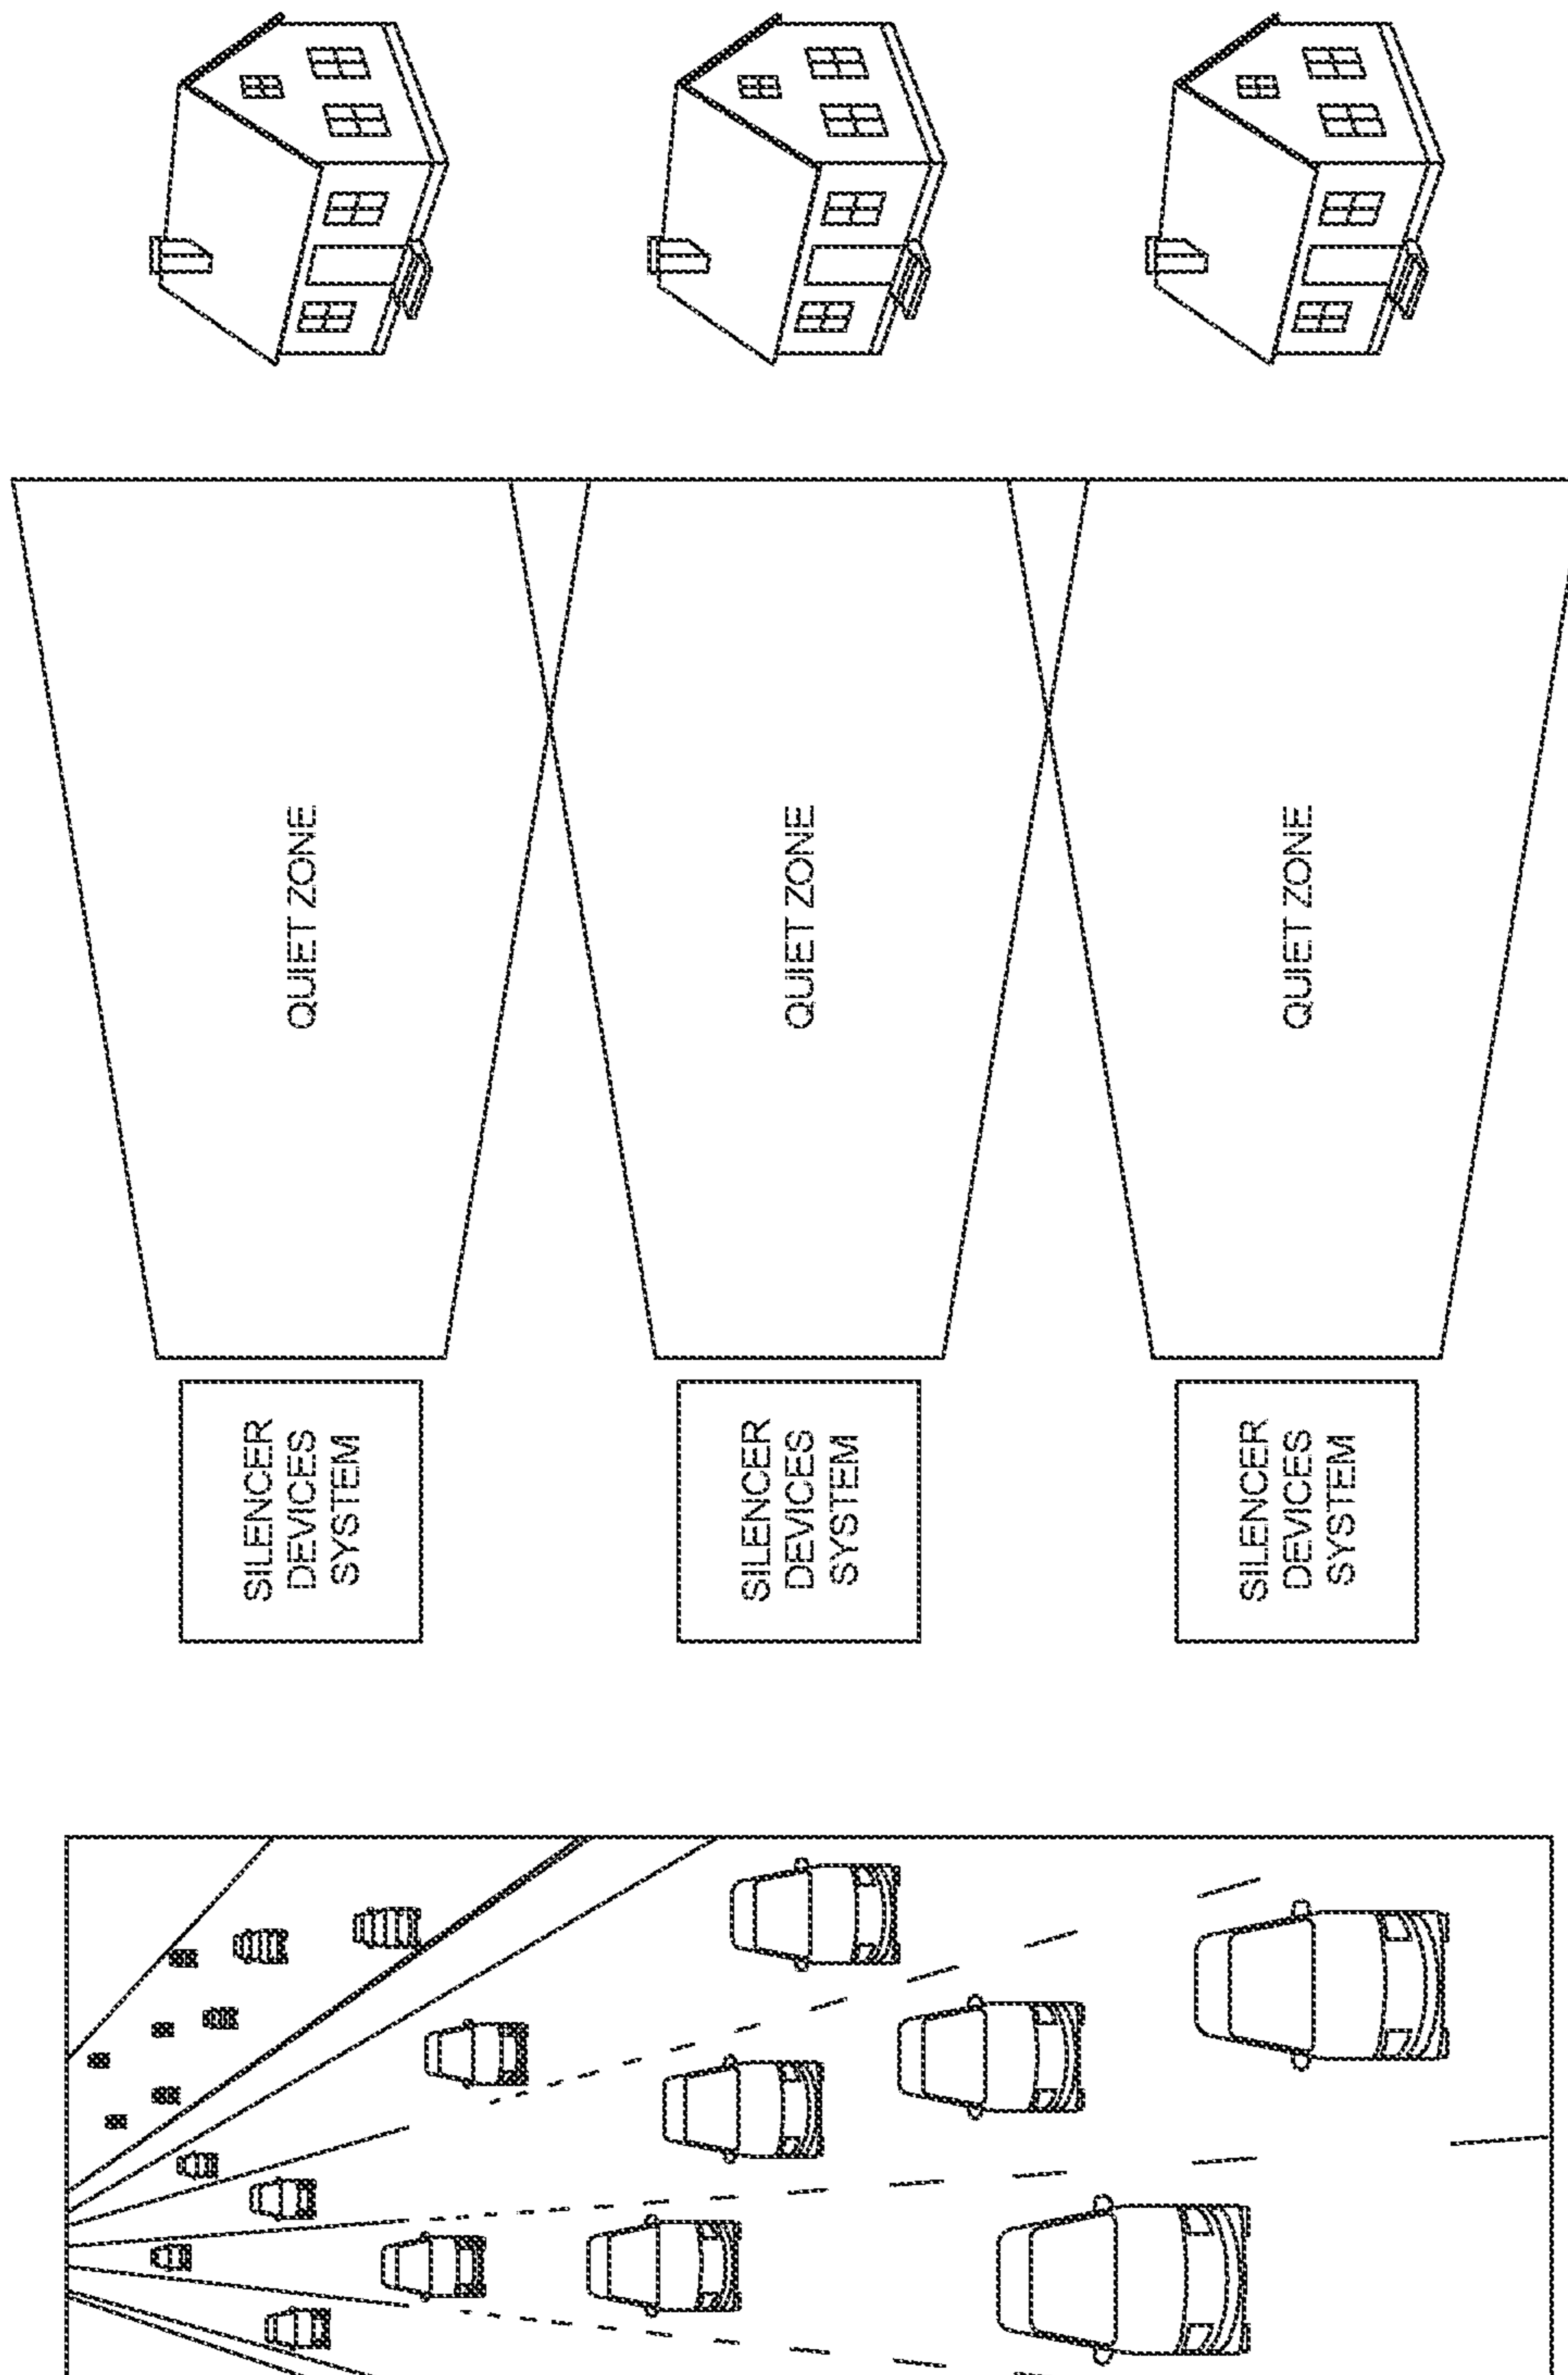 QUIET ZONE
QUIET ZONE
QUIET ZONE
SILENCER
DEVICES
SYSTEM
SILENCER
DEVICES
SYSTEM
SILENCER
DEVICES
SYSTEM